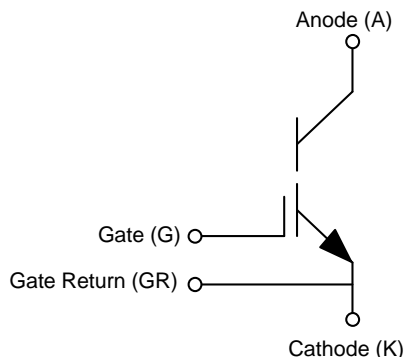 Anode (A)
Gate (G)
Gate Return (GR)
Cathode (K)